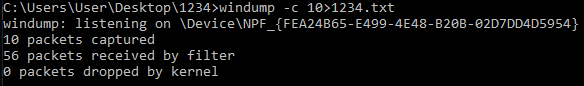 C:\Users\User\Desktop\1234>windump -c 10>1234.txt
windump: listening on \Device\NPF_{FEA24B65-E499-4E48-B20B-02D7DD4D5954}
10 packets captured
56 packets received by filter
0 packets dropped by kernel